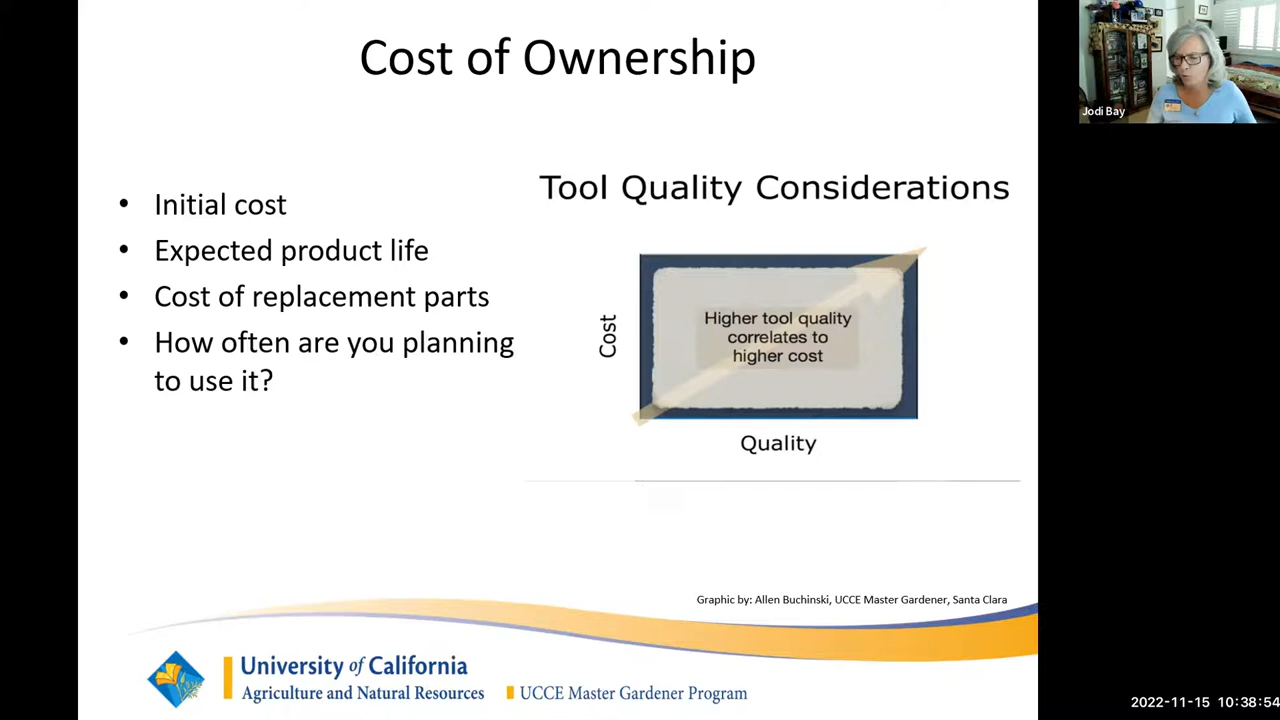 Cost of Ownership
Jodi Bay
• Initial cost
• Expected product life
• Cost of replacement parts
• How often are you planning
to use it?
Tool Quality Considerations
Cost
Higher tool quality
correlates to
higher cost
Quality
Graphic by: Allen Buchinski, UCCE Master Gardener, Santa Clara
University of California
Agriculture and Natural Resources
UCCE Master Gardener Program
2022-11-15 10:38:54